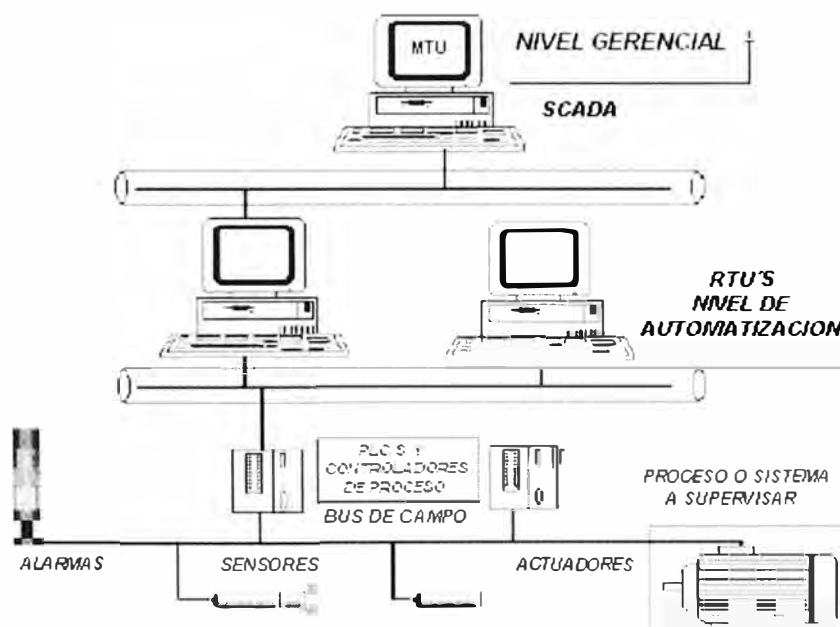 MTU
NIVEL GERENCIAL
SCADA
RTU'S
NIVEL DE
AUTOMATIZACION
PLC'S Y
CONTROLADORES
DE PROCESO
BUS DE CAMPO
PROCESO O SISTEMA
A SUPERVISAR
ALARMAS
SENSORES
ACTUADORES